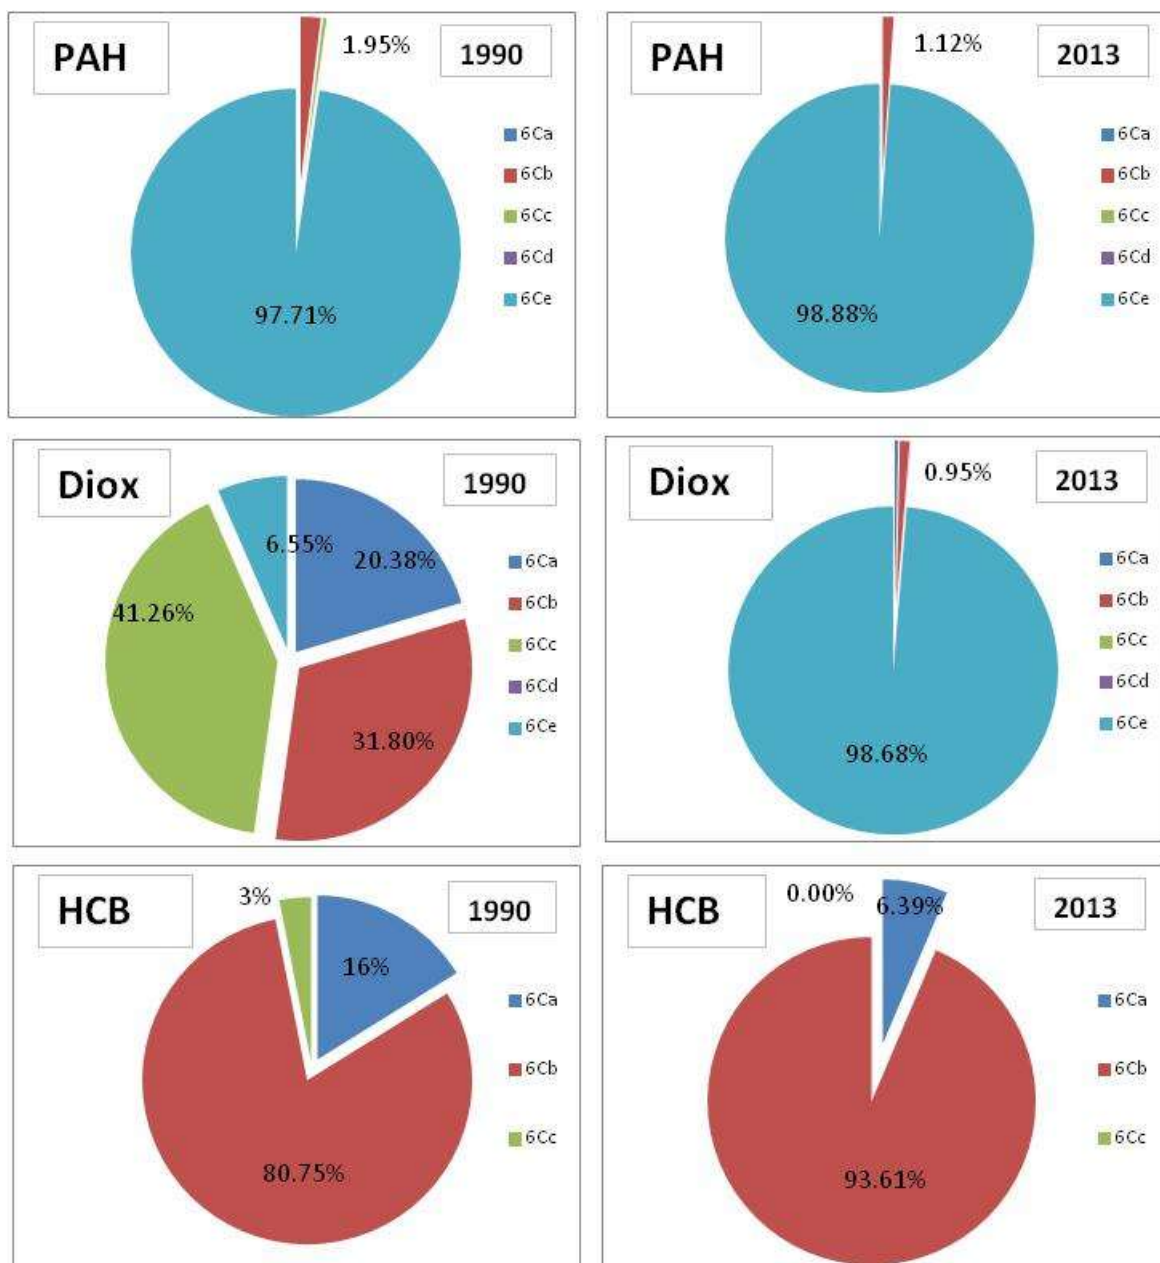 PAH
1.95%
1990
6Ca
6Cb
6Cc
6Cd
6Ce
97.71%
PAH
1.12%
2013
6Ca
6Cb
6Cc
6Cd
6Ce
98.88%
Diox
1990
6.55%
20.38%
41.26%
31.80%
6Ca
6Cb
6Cc
6Cd
6Ce
Diox
0.95%
2013
6Ca
6Cb
6Cc
6Cd
6Ce
98.68%
HCB
3%
1990
16%
6Ca
6Cb
6Cc
80.75%
HCB
0.00%
6.39%
2013
6Ca
6Cb
6Cc
93.61%